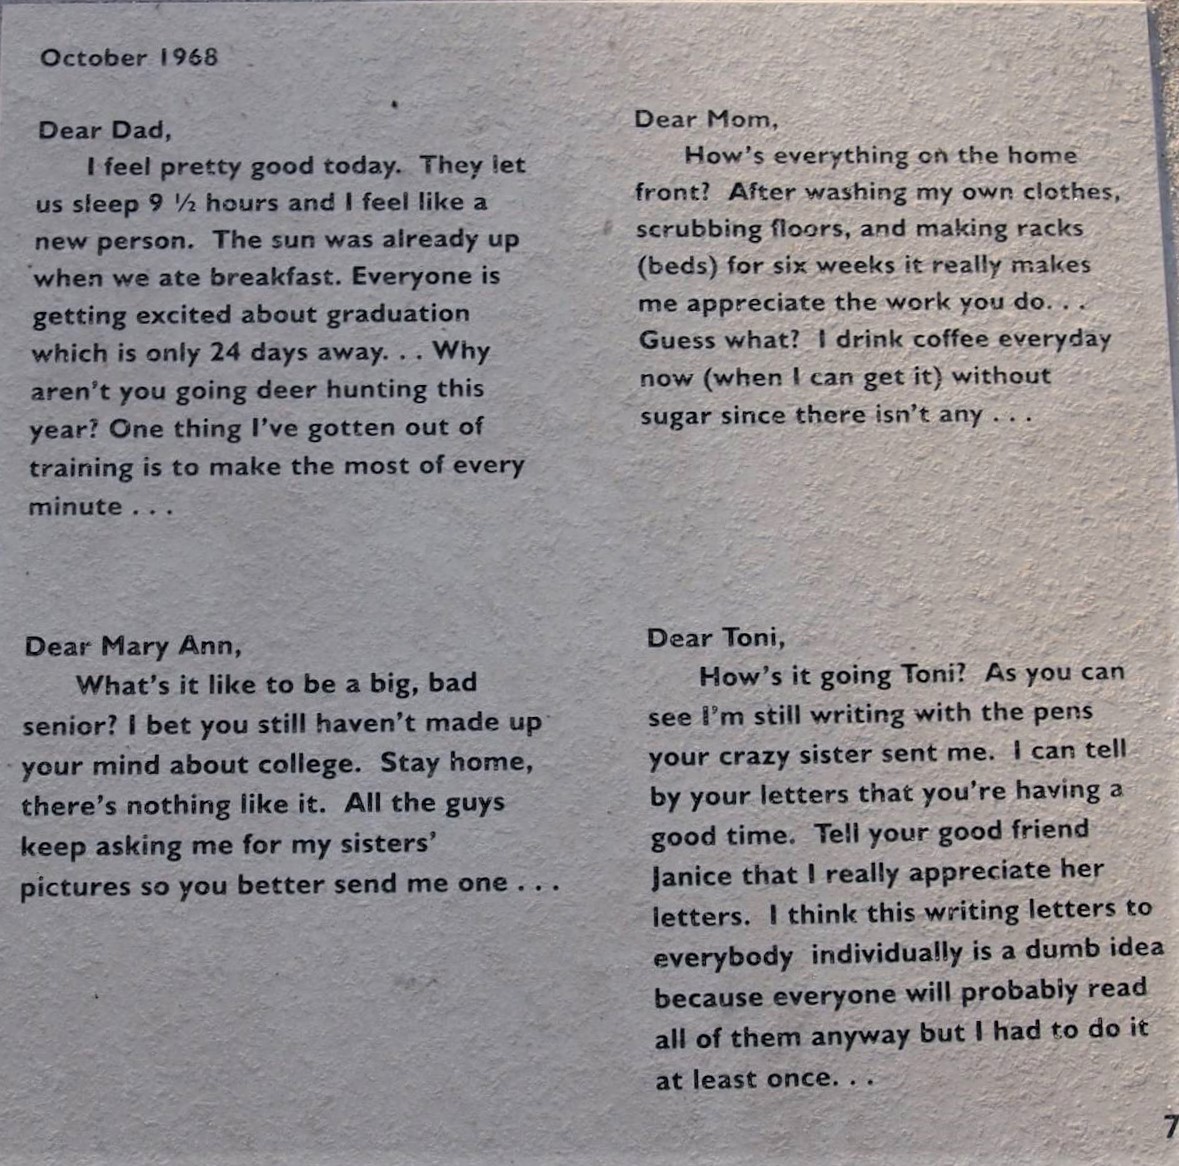 October 1968
Dear Dad,
I feel pretty good today. They let
us sleep 9 ½ hours and I feel like a
new person. The sun was already up
when we ate breakfast. Everyone is
getting excited about graduation
which is only 24 days away. . . Why
aren't you going deer hunting this
year? One thing I've gotten out of
training is to make the most of every
minute . . .
Dear Mom,
How's everything on the home
front? After washing my own clothes,
scrubbing floors, and making racks
(beds) for six weeks it really makes
me appreciate the work you do. . .
Guess what? I drink coffee everyday
now (when I can get it) without
sugar since there isn't any . . .
Dear Mary Ann,
What's it like to be a big, bad
senior? I bet you still haven't made up
your mind about college. Stay home,
there's nothing like it. All the guys
keep asking me for my sisters'
pictures so you better send me one . . .
Dear Toni,
How's it going Toni? As you can
see I'm still writing with the pens
your crazy sister sent me. I can tell
by your letters that you're having a
good time. Tell your good friend
Janice that I really appreciate her
letters. I think this writing letters to
everybody individually is a dumb idea
because everyone will probably read
all of them anyway but I had to do it
at least once. . .
7